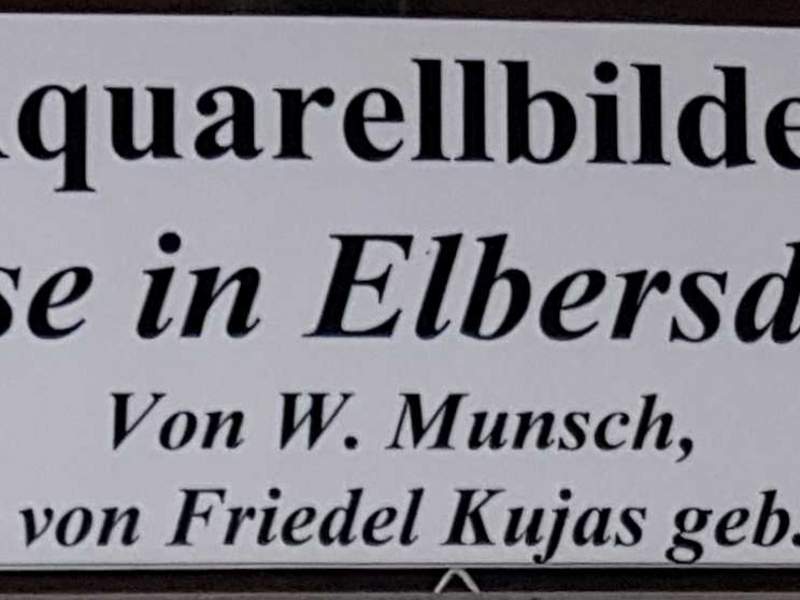 quarellbilde
se in Elbersd
Von W. Munsch,
von Friedel Kujas geb.